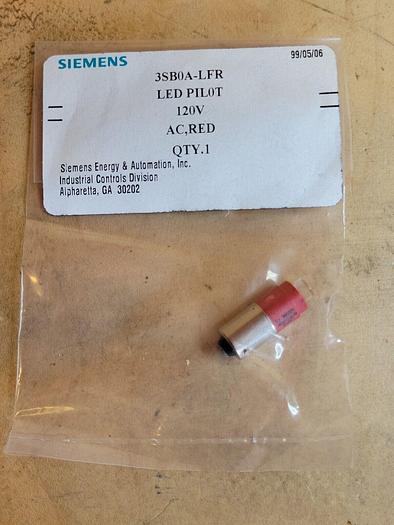 SIEMENS
99/05/06
3SB0A-LFR
LED PIL0T
120V
AC,RED
QTY.1
Siemens Energy & Automation, Inc.
Industrial Controls Division
Alpharetta, GA 30202